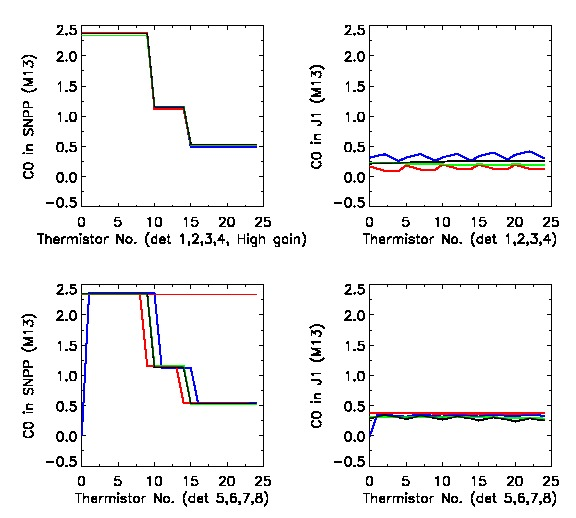 2.5
2.0
1.5
1.0
0.5
0.0
−0.5
C0 in SNPP (M13)
0 5 10 15 20 25
Thermistor No. (det 1,2,3,4, High gain)
2.5
2.0
1.5
1.0
0.5
0.0
−0.5
C0 in J1 (M13)
0 5 10 15 20 25
Thermistor No. (det 1,2,3,4)
2.5
2.0
1.5
1.0
0.5
0.0
−0.5
C0 in SNPP (M13)
0 5 10 15 20 25
Thermistor No. (det 5,6,7,8)
2.5
2.0
1.5
1.0
0.5
0.0
−0.5
C0 in J1 (M13)
0 5 10 15 20 25
Thermistor No. (det 5,6,7,8)